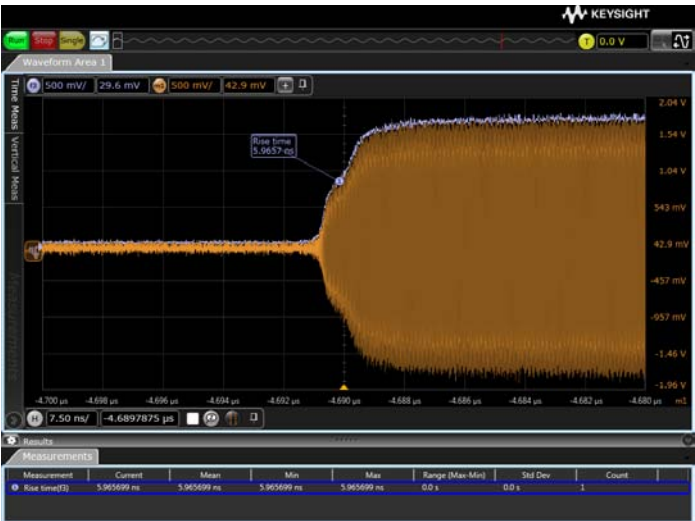 KEYSIGHT
Run Stop Single T 0.0 V
Waveform Area 1
f3 500 mV/ 29.6 mV m1 500 mV/ 42.9 mV +
Time Meas
Vertical Meas
Measurements
Rise time
5.9657 ns
2.04 V
1.54 V
1.04 V
543 mV
42.9 mV
-457 mV
-957 mV
-1.46 V
-1.96 V
-4.700 µs -4.698 µs -4.696 µs -4.694 µs -4.692 µs -4.690 µs -4.688 µs -4.686 µs -4.684 µs -4.682 µs -4.680 µs m1
H 7.50 ns/ -4.6897875 µs
Results
Measurements
Measurement Current Mean Min Max Range (Max-Min) Std Dev Count
Rise time(f3) 5.965699 ns 5.965699 ns 5.965699 ns 5.965699 ns 0.0 s 0.0 s 1